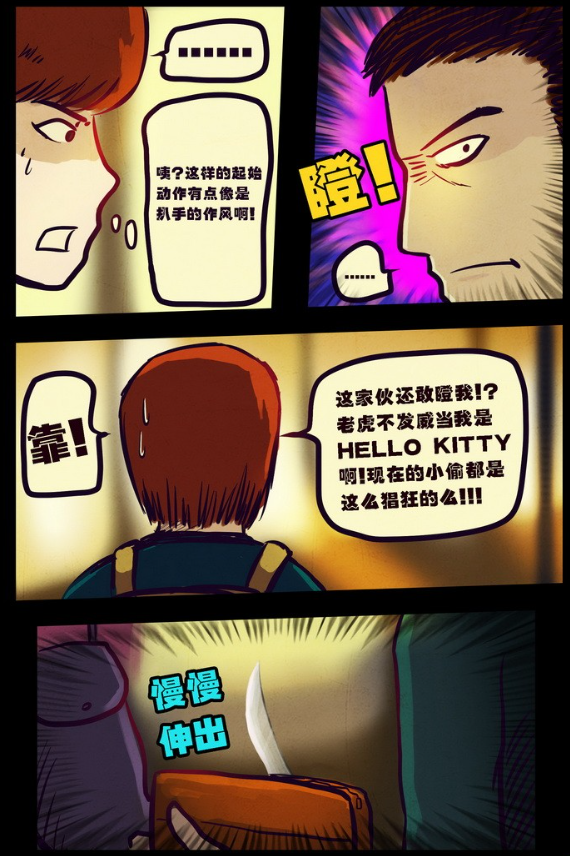 ▪▪▪▪▪▪
咦?这样的起始
动作有点像是
扒手的作风啊!
瞪!
......
靠!
这家伙还敢瞪我!?
老虎不发威当我是
HELLO KITTY
啊!现在的小偷都是
这么猖狂的么!!!
慢慢
伸出